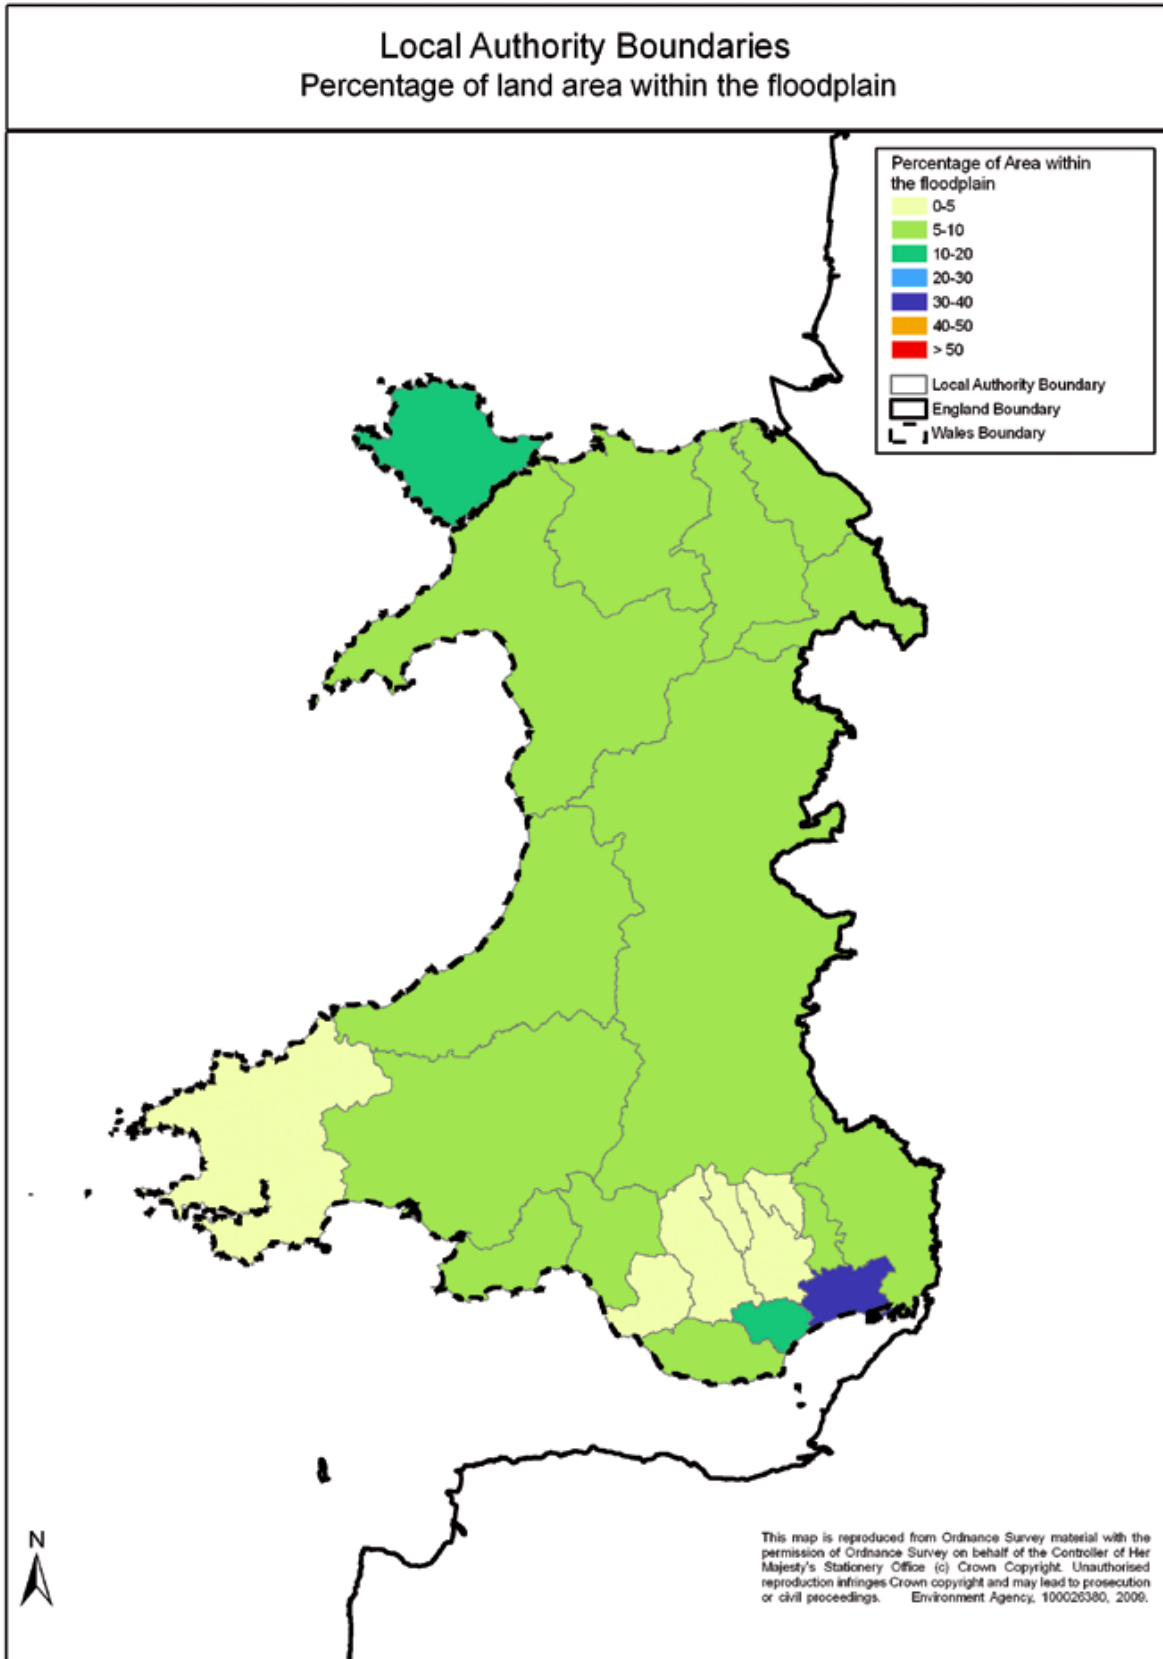 Local Authority Boundaries
Percentage of land area within the floodplain
Percentage of Area within
the floodplain
0-5
5-10
10-20
20-30
30-40
40-50
> 50
Local Authority Boundary
England Boundary
Wales Boundary
N
This map is reproduced from Ordnance Survey material with the
permission of Ordnance Survey on behalf of the Controller of Her
Majesty's Stationery Office (c) Crown Copyright. Unauthorised
reproduction infringes Crown copyright and may lead to prosecution
or civil proceedings. Environment Agency, 100026380, 2009.